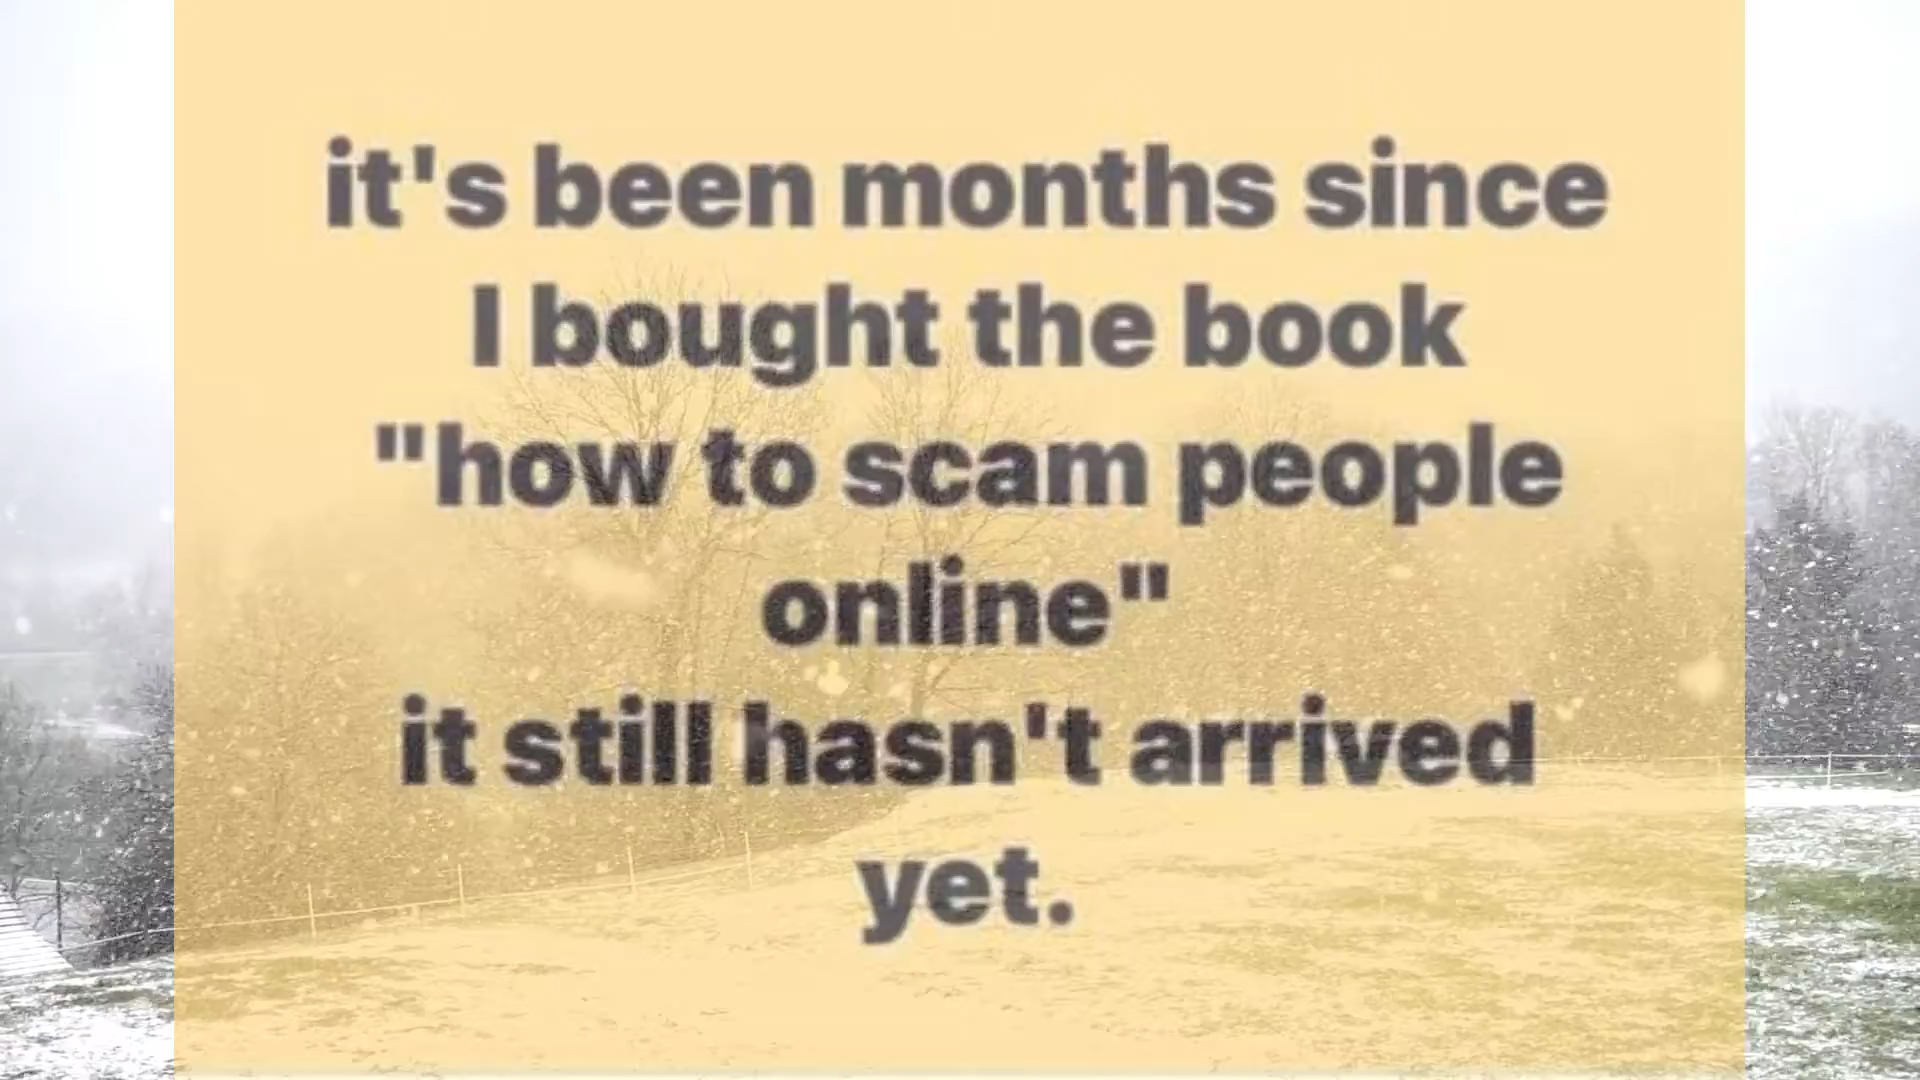 it's been months since
I bought the book
"how to scam people
online"
it still hasn't arrived
yet.